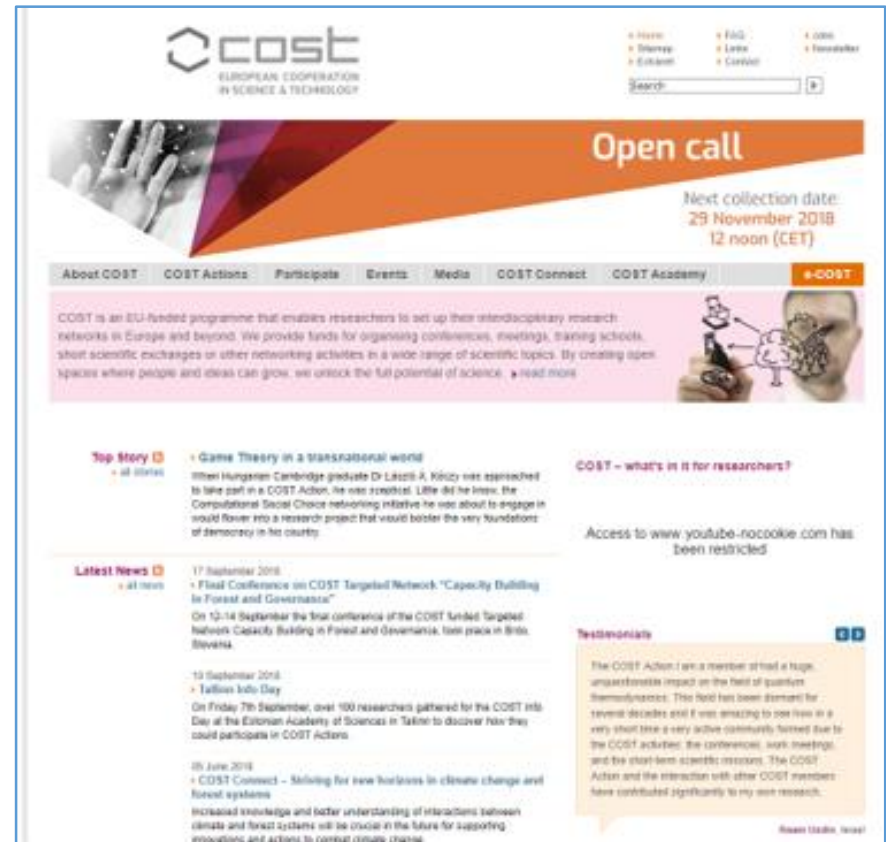 cost
EUROPEAN COOPERATION
IN SCIENCE & TECHNOLOGY
Home
Sitemap
Extranet
FAQ
Links
Contact
Jobs
Newsletter
Search
Open call
Next collection date:
29 November 2018
12 noon (CET)
About COST COST Actions Participate Events Media COST Connect COST Academy e-COST
COST is an EU-funded programme that enables researchers to set up their interdisciplinary research
networks in Europe and beyond. We provide funds for organising conferences, meetings, training schools,
short scientific exchanges or other networking activities in a wide range of scientific topics. By creating open
spaces where people and ideas can grow, we unlock the full potential of science. read more
Top Story
all stories
Game Theory in a transnational world
When Hungarian Cambridge graduate Dr László Á. Kóczy was approached
to take part in a COST Action, he was sceptical. Little did he know, the
Computational Social Choice networking initiative he was about to engage in
would flower into a research project that would bolster the very foundations
of democracy in his country.
Latest News
all news
17 September 2018
Final Conference on COST Targeted Network "Capacity Building
in Forest and Governance"
On 12-14 September the final conference of the COST funded Targeted
Network Capacity Building in Forest and Governance, took place in Brdo,
Slovenia.
September 2018
Tallinn Info Day
On Friday 7th September, over 100 researchers gathered for the COST Info
Day at the Estonian Academy of Sciences in Tallinn to discover how they
could participate in COST Actions.
05 June 2018
COST Connect – Striving for new horizons in climate change and
forest systems
Increased knowledge and better understanding of interactions between
climate and forest systems will be crucial in the future for supporting
innovations and actions to combat climate change.
COST – what's in it for researchers?
Access to www.youtube-nocookie.com has
been restricted
Testimonials
The COST Action I am a member of had a huge,
unquestionable impact on the field of quantum
thermodynamics. This field has been dormant for
several decades and it was amazing to see how in a
very short time a very active community formed due to
the COST activities: the conferences, work meetings,
and the short-term scientific missions. The COST
Action and the interaction with other COST members
have contributed significantly to my own research.
Israel